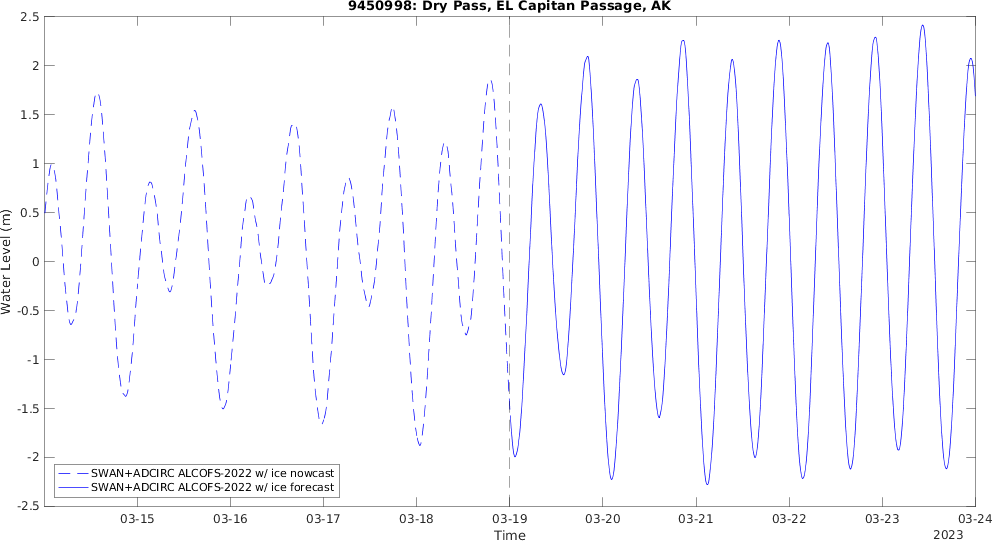 9450998: Dry Pass, EL Capitan Passage, AK
2.5
2
1.5
1
0.5
0
-0.5
-1
-1.5
-2
-2.5
Water Level (m)
SWAN+ADCIRC ALCOFS-2022 w/ ice nowcast
SWAN+ADCIRC ALCOFS-2022 w/ ice forecast
03-15 03-16 03-17 03-18 03-19 03-20 03-21 03-22 03-23 03-24
Time
2023